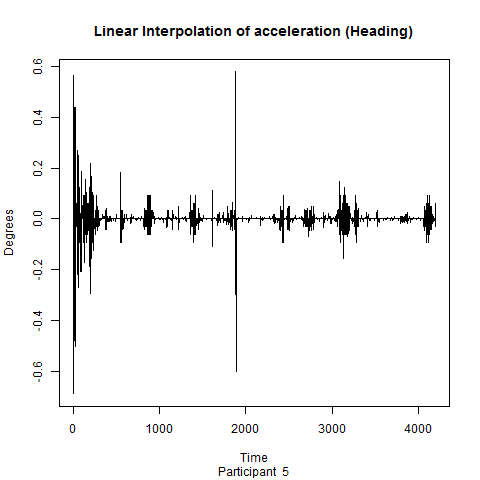 Linear Interpolation of acceleration (Heading)
0.6
0.4
0.2
0.0
-0.2
-0.4
-0.6
Degrees
0 1000 2000 3000 4000
Time
Participant 5